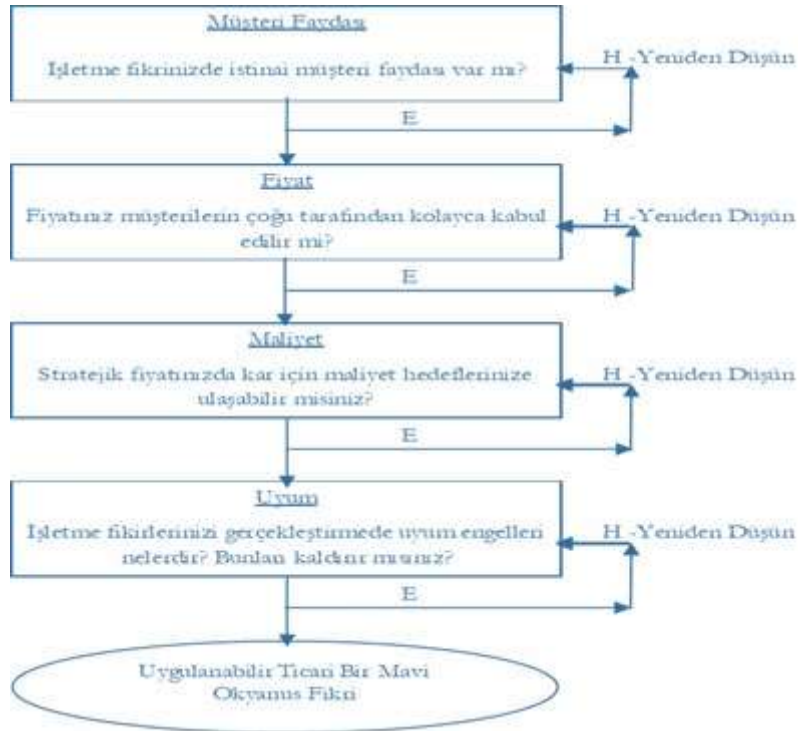 Müşteri Faydası
İşletme fikrinizde istinai müşteri faydası var mı?
H -Yeniden Düşün
E
Fiyat
Fiyatınız müşterilerin çoğu tarafından kolayca kabul
edilir mi?
H -Yeniden Düşün
E
Maliyet
Stratejik fiyatınızda kar için maliyet hedeflerinize
ulaşabilir misiniz?
H -Yeniden Düşün
E
Uyum
İşletme fikirlerinizi gerçekleştirmede uyum engelleri
nelerdir? Bunları kaldırır mısınız?
H -Yeniden Düşün
E
Uygulanabilir Ticari Bir Mavi
Okyanus Fikri